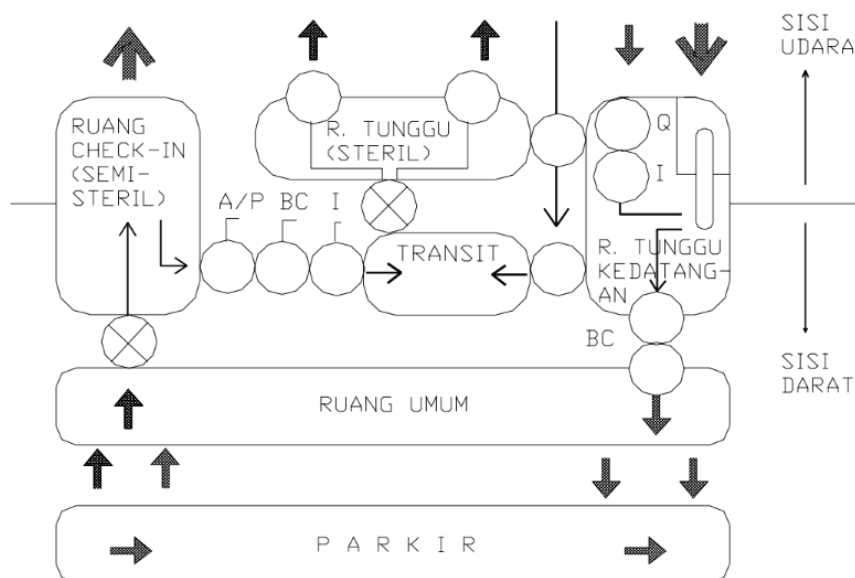 SISI
UDARA
RUANG
CHECK-IN
(SEMI-
STERIL)
R. TUNGGU
(STERIL)
Q
I
A/P BC I
TRANSIT
R. TUNGGU
KEDATANG-
AN
BC
SISI
DARAT
RUANG UMUM
PARKIR